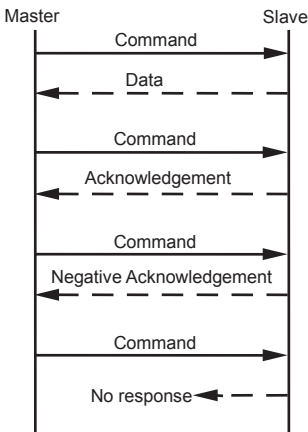 Master Slave
Command
Data
Command
Acknowledgement
Command
Negative Acknowledgement
Command
No response